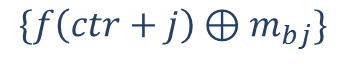 {f(ctr + j) ⊕ m_{bj}}